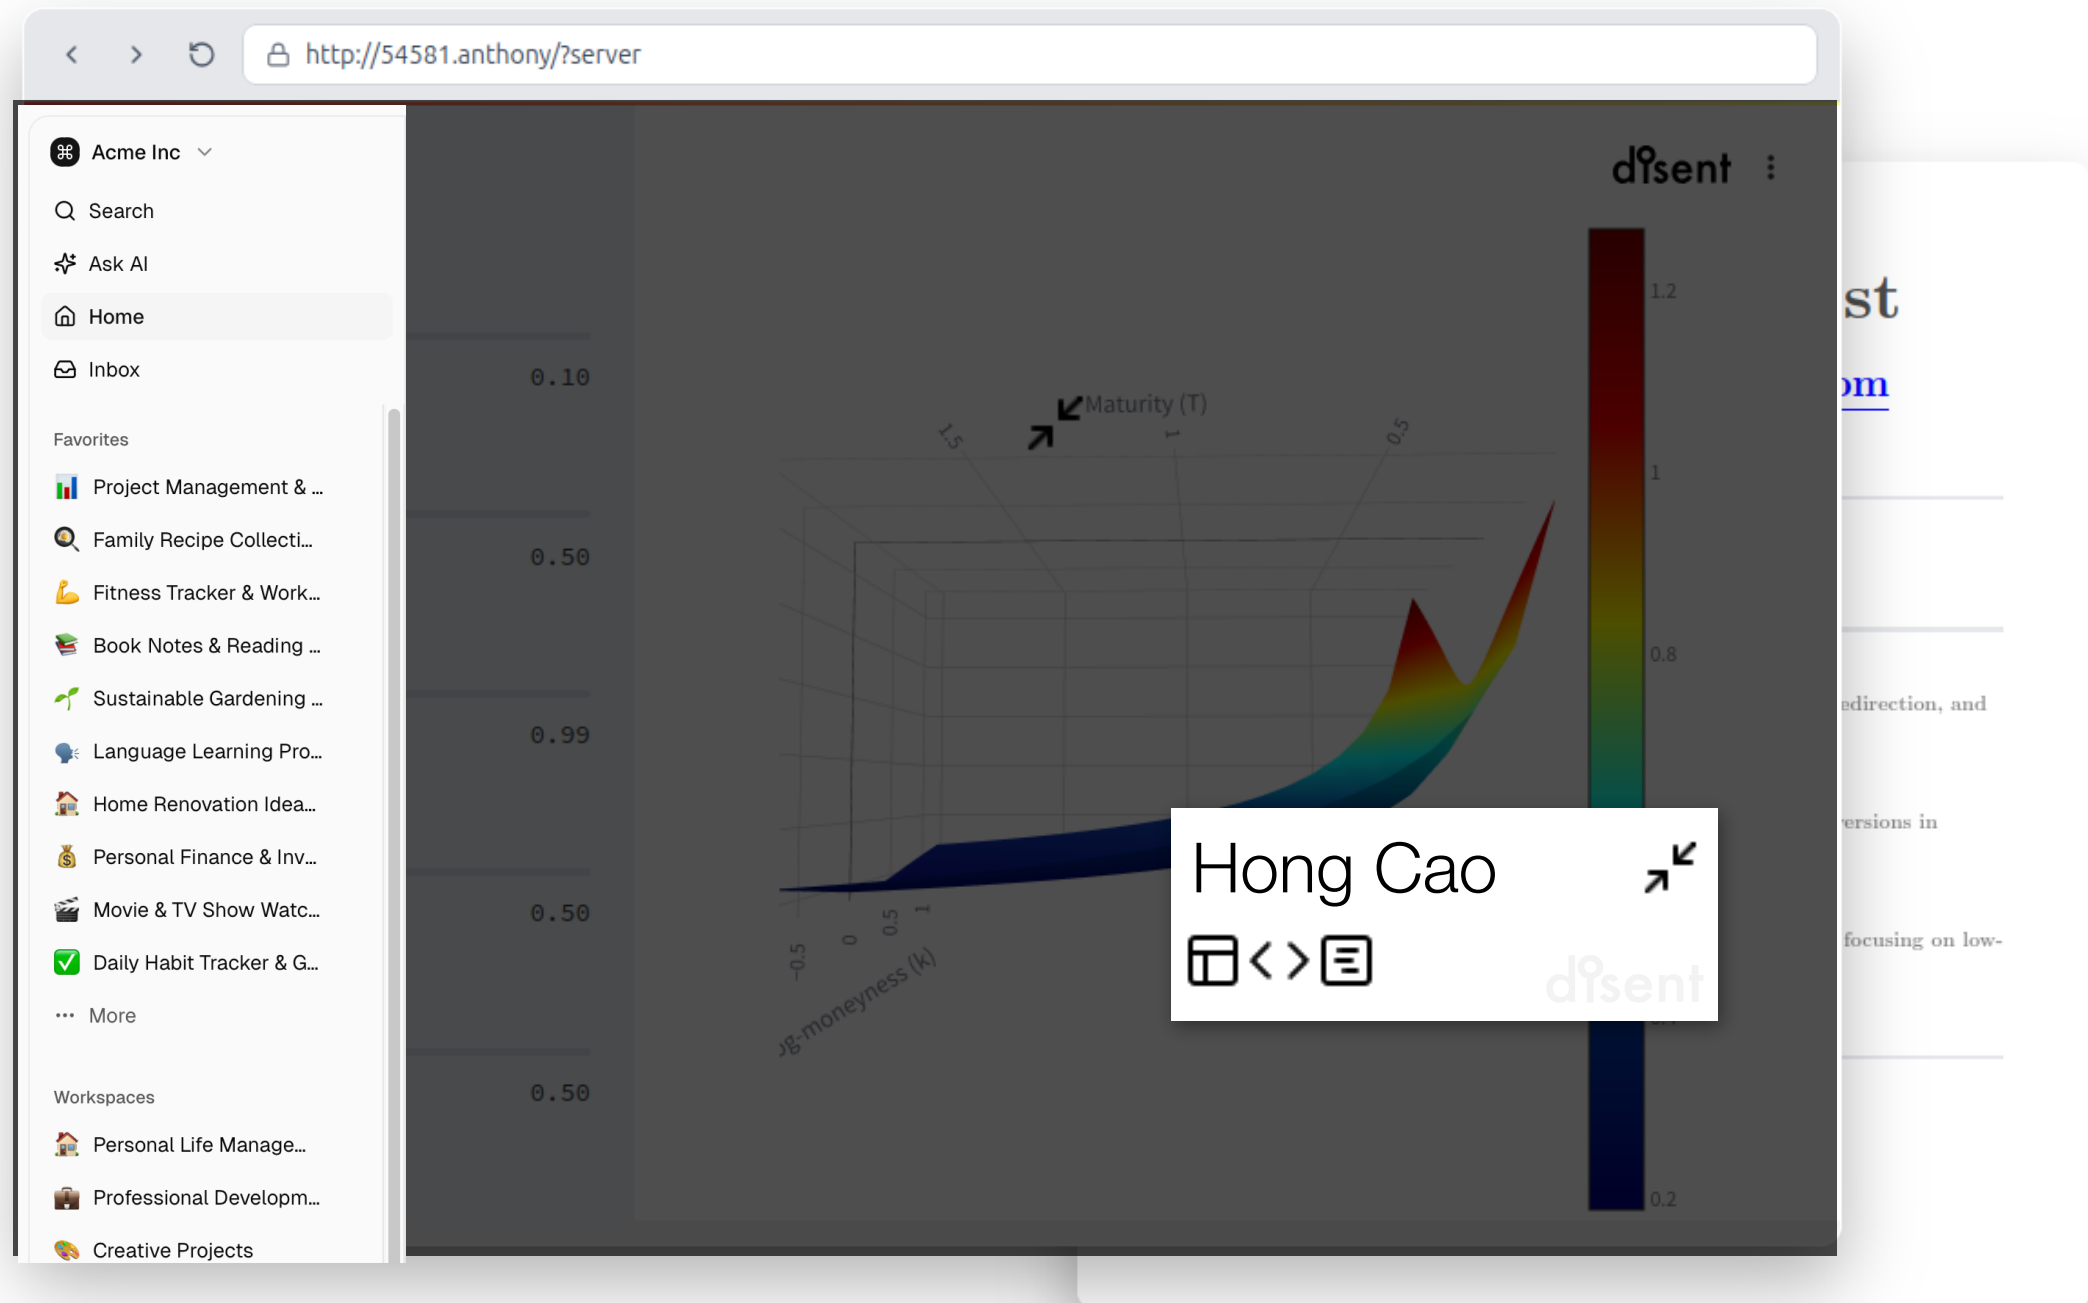 http://54581.anthony/?server
Acme Inc
Search
Ask AI
Home
Inbox
Favorites
Project Management & ...
Family Recipe Collecti...
Fitness Tracker & Work...
Book Notes & Reading ...
Sustainable Gardening ...
Language Learning Pro...
Home Renovation Idea...
Personal Finance & Inv...
Movie & TV Show Watc...
Daily Habit Tracker & G...
More
Workspaces
Personal Life Manage...
Professional Developm...
Creative Projects
0.10
0.50
0.99
0.50
0.50
disent
Maturity (T)
1.5
1
0.5
−0.5
0
0.5
1
og-moneyness (k)
1.2
1
0.8
0.2
Hong Cao
disent
st
om
edirection, and
ersions in
focusing on low-